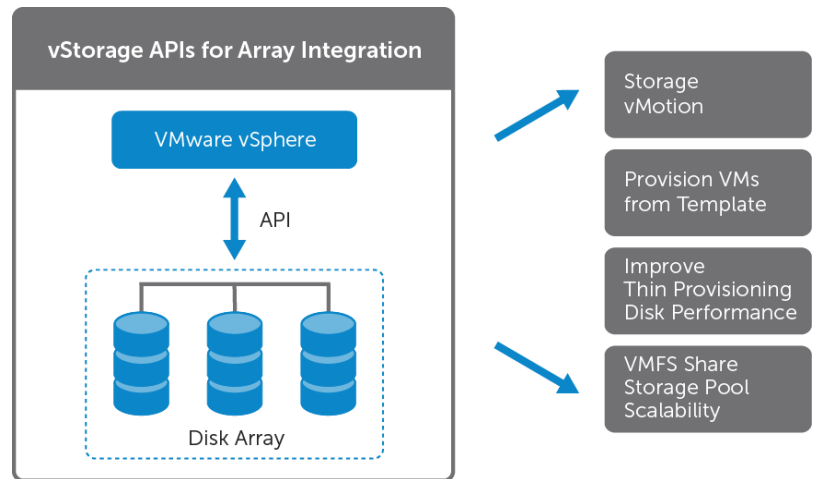 vStorage APIs for Array Integration
VMware vSphere
API
Disk Array
Storage
vMotion
Provision VMs
from Template
Improve
Thin Provisioning
Disk Performance
VMFS Share
Storage Pool
Scalability